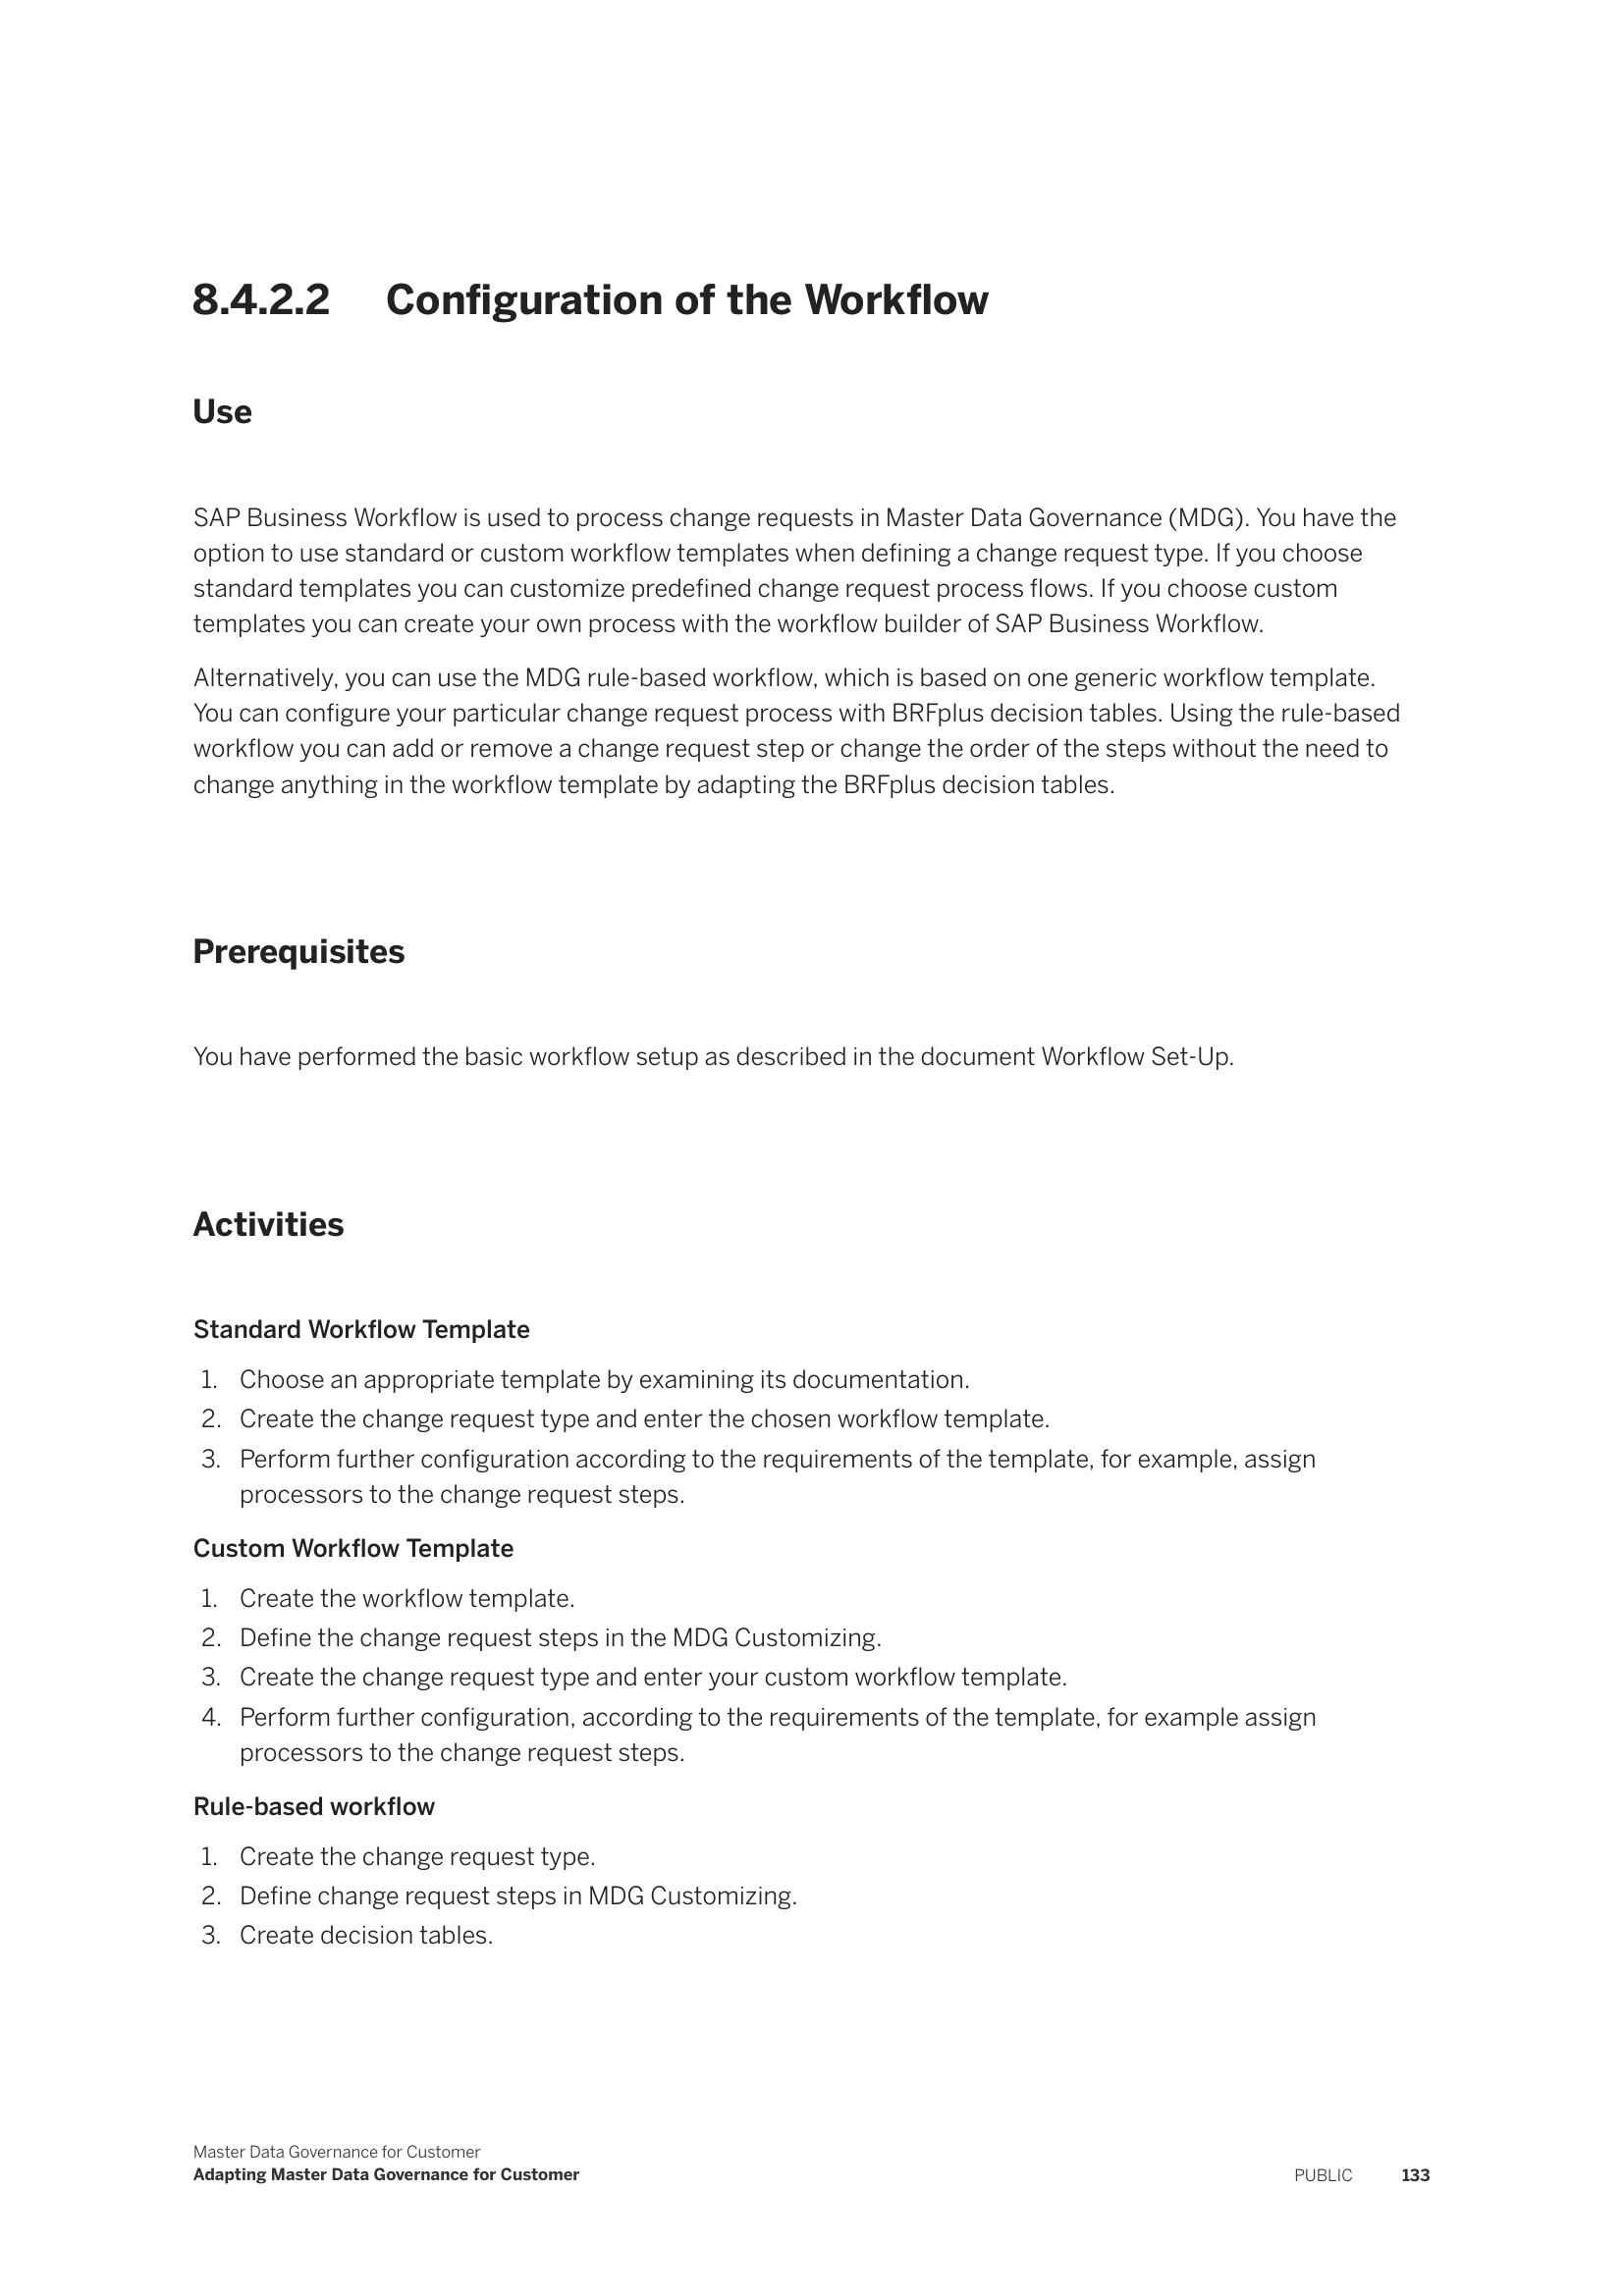 8.4.2.2 Configuration of the Workflow
Use
SAP Business Workflow is used to process change requests in Master Data Governance (MDG). You have the
option to use standard or custom workflow templates when defining a change request type. If you choose
standard templates you can customize predefined change request process flows. If you choose custom
templates you can create your own process with the workflow builder of SAP Business Workflow.
Alternatively, you can use the MDG rule-based workflow, which is based on one generic workflow template.
You can configure your particular change request process with BRFplus decision tables. Using the rule-based
workflow you can add or remove a change request step or change the order of the steps without the need to
change anything in the workflow template by adapting the BRFplus decision tables.
Prerequisites
You have performed the basic workflow setup as described in the document Workflow Set-Up.
Activities
Standard Workflow Template
1. Choose an appropriate template by examining its documentation.
2. Create the change request type and enter the chosen workflow template.
3. Perform further configuration according to the requirements of the template, for example, assign
processors to the change request steps.
Custom Workflow Template
1. Create the workflow template.
2. Define the change request steps in the MDG Customizing.
3. Create the change request type and enter your custom workflow template.
4. Perform further configuration, according to the requirements of the template, for example assign
processors to the change request steps.
Rule-based workflow
1. Create the change request type.
2. Define change request steps in MDG Customizing.
3. Create decision tables.
Master Data Governance for Customer
Adapting Master Data Governance for Customer
PUBLIC 133